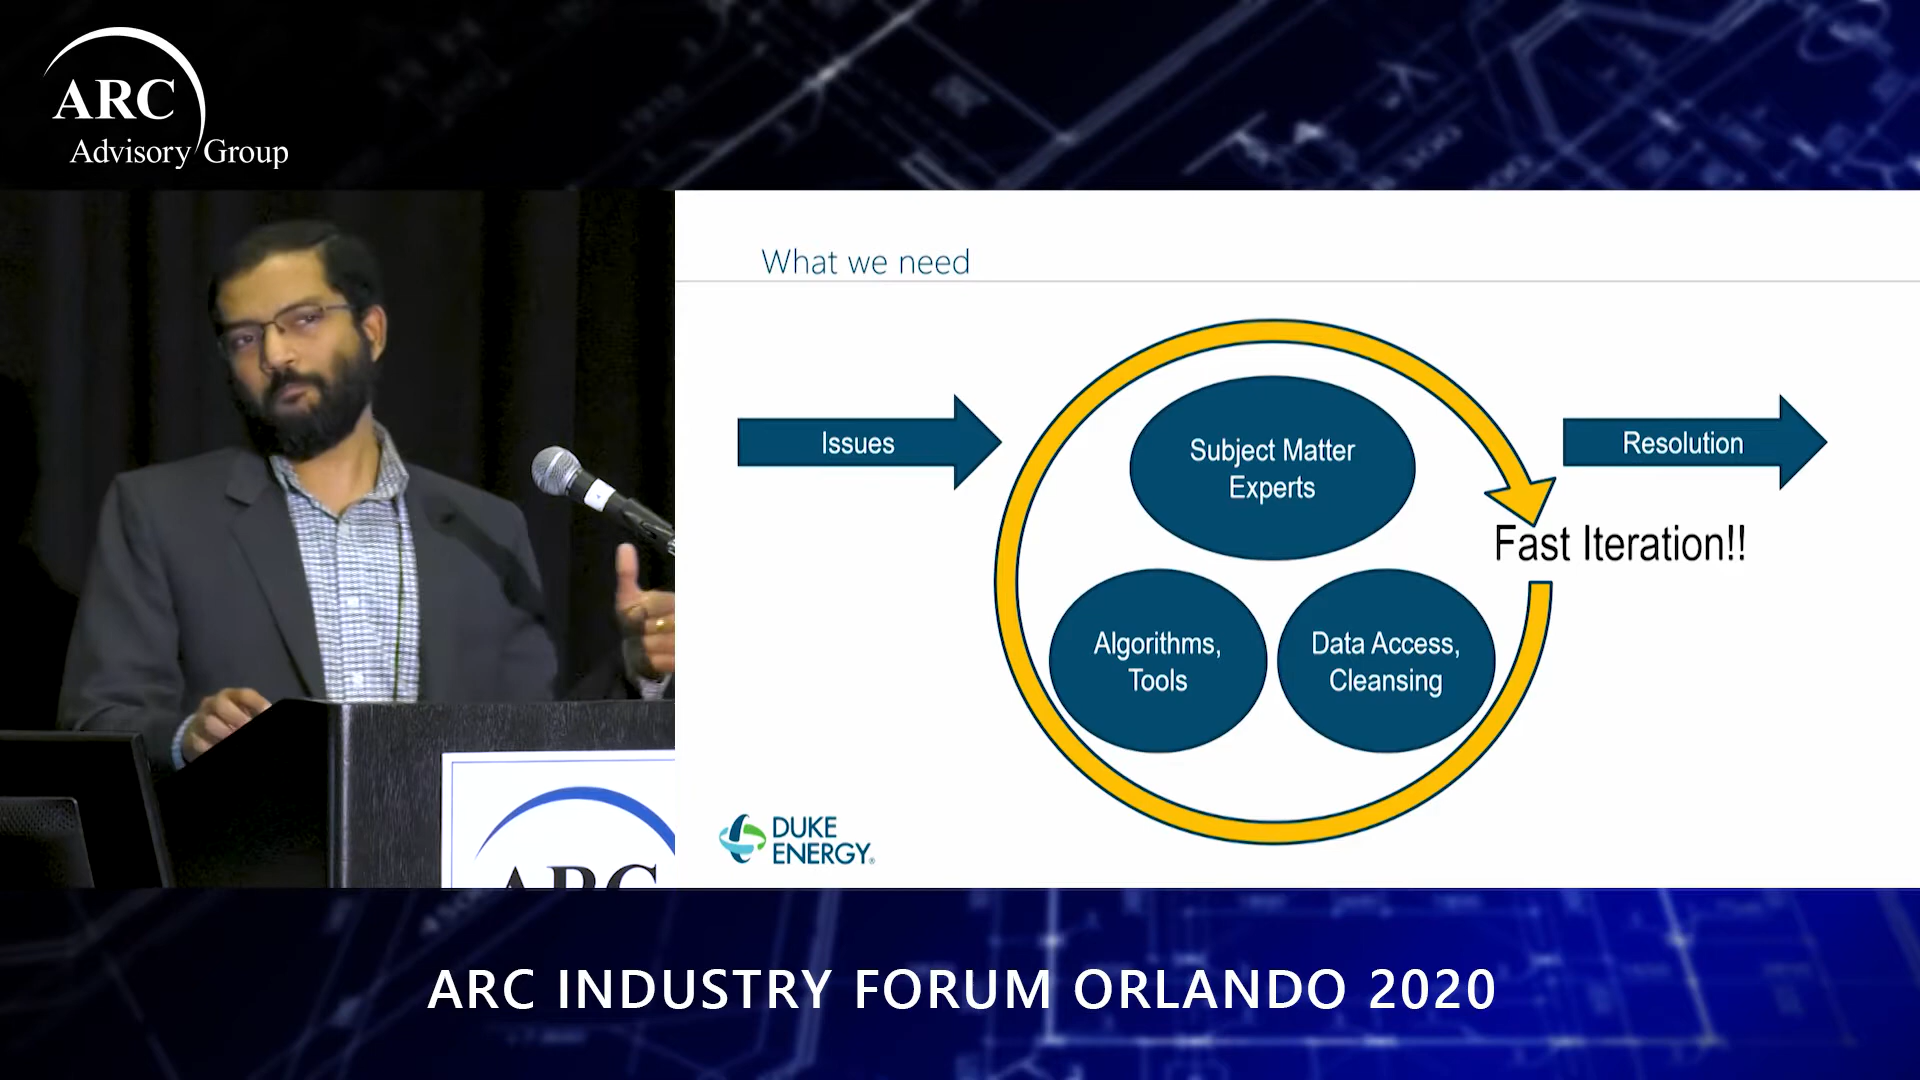 ARC
Advisory Group
What we need
Issues
Subject Matter
Experts
Resolution
Fast Iteration!!
Algorithms,
Tools
Data Access,
Cleansing
DUKE
ENERGY®
ARC
ARC INDUSTRY FORUM ORLANDO 2020